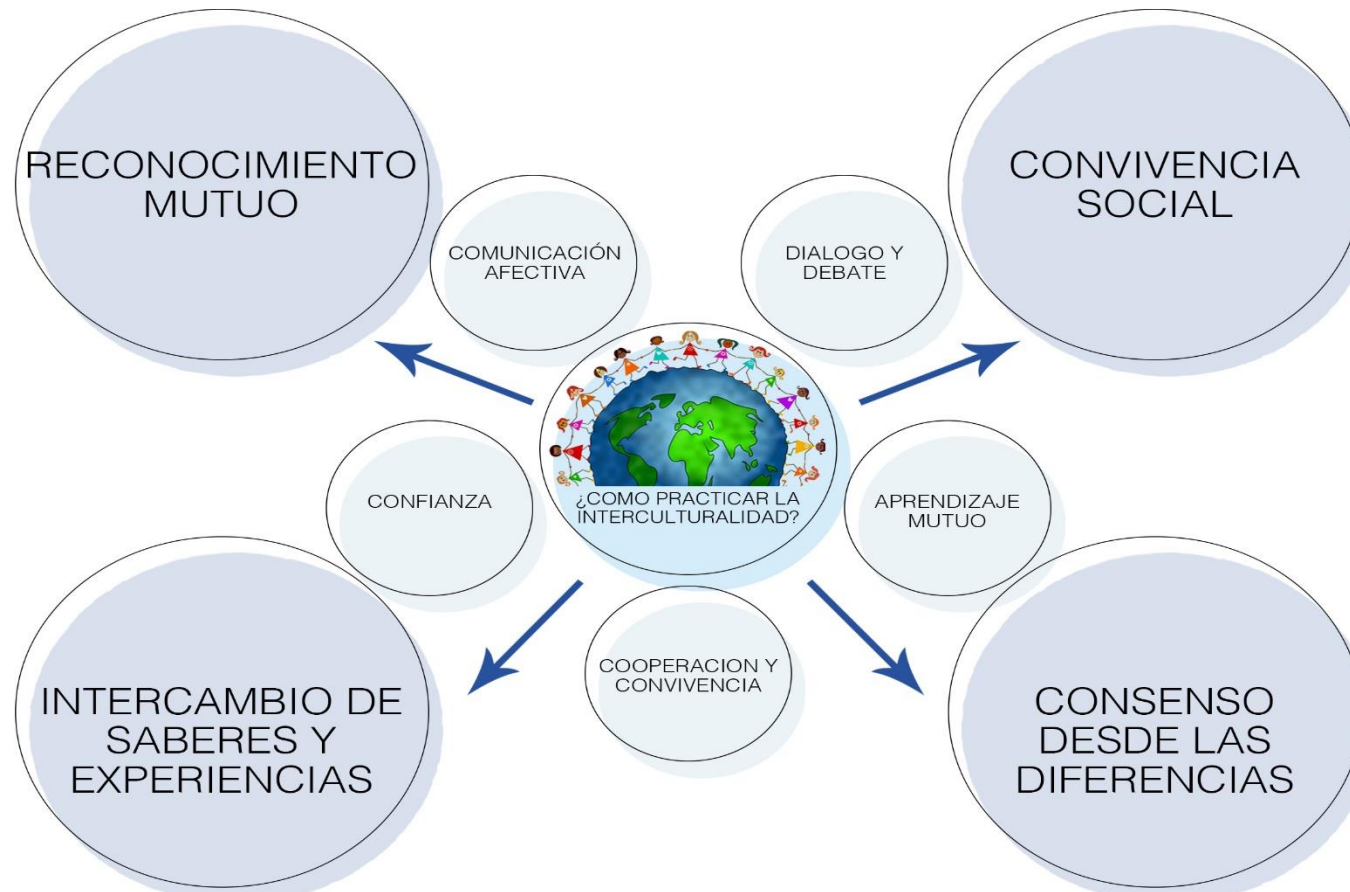 RECONOCIMIENTO
MUTUO
CONVIVENCIA
SOCIAL
COMUNICACIÓN
AFECTIVA
DIALOGO Y
DEBATE
¿COMO PRACTICAR LA
INTERCULTURALIDAD?
CONFIANZA
APRENDIZAJE
MUTUO
COOPERACION Y
CONVIVENCIA
INTERCAMBIO DE
SABERES Y
EXPERIENCIAS
CONSENSO
DESDE LAS
DIFERENCIAS